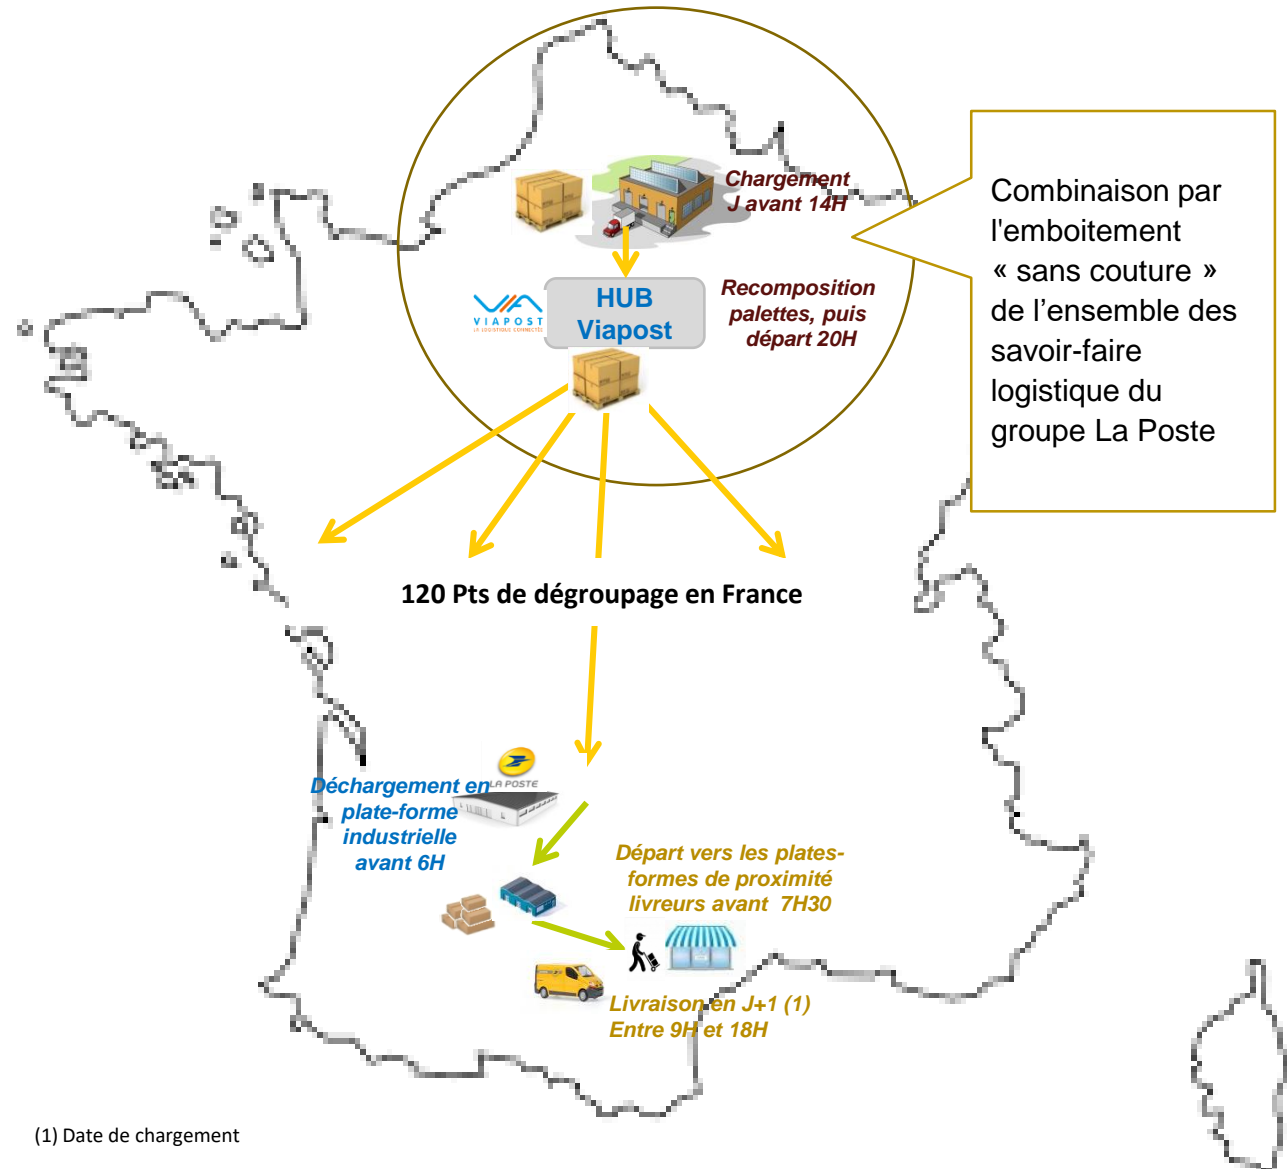 Chargement
J avant 14H
Combinaison par
l'emboitement
« sans couture »
de l’ensemble des
savoir-faire
logistique du
groupe La Poste
HUB
Viapost
VIAPOST
LA LOGISTIQUE CONNECTÉE
Recomposition
palettes, puis
départ 20H
120 Pts de dégroupage en France
LA POSTE
Déchargement en
plate-forme
industrielle
avant 6H
Départ vers les plates-
formes de proximité
livreurs avant 7H30
Livraison en J+1 (1)
Entre 9H et 18H
(1) Date de chargement